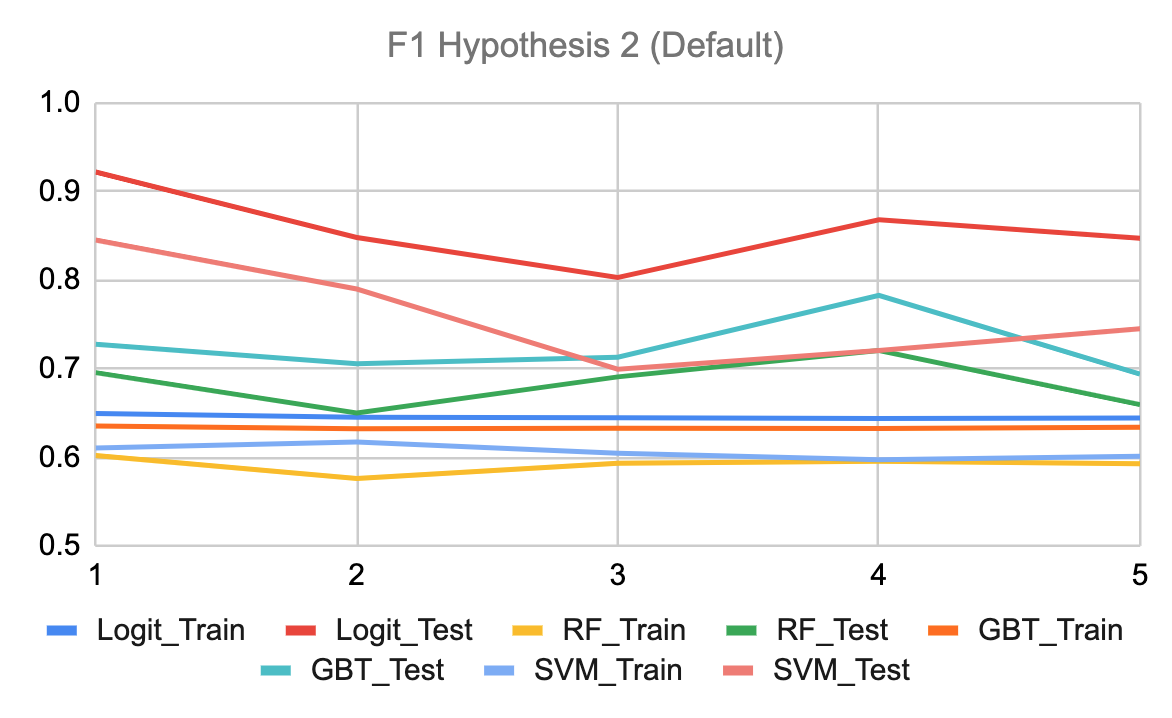 F1 Hypothesis 2 (Default)
1.0
0.9
0.8
0.7
0.6
0.5
1 2 3 4 5
Logit_Train Logit_Test RF_Train RF_Test GBT_Train
GBT_Test SVM_Train SVM_Test